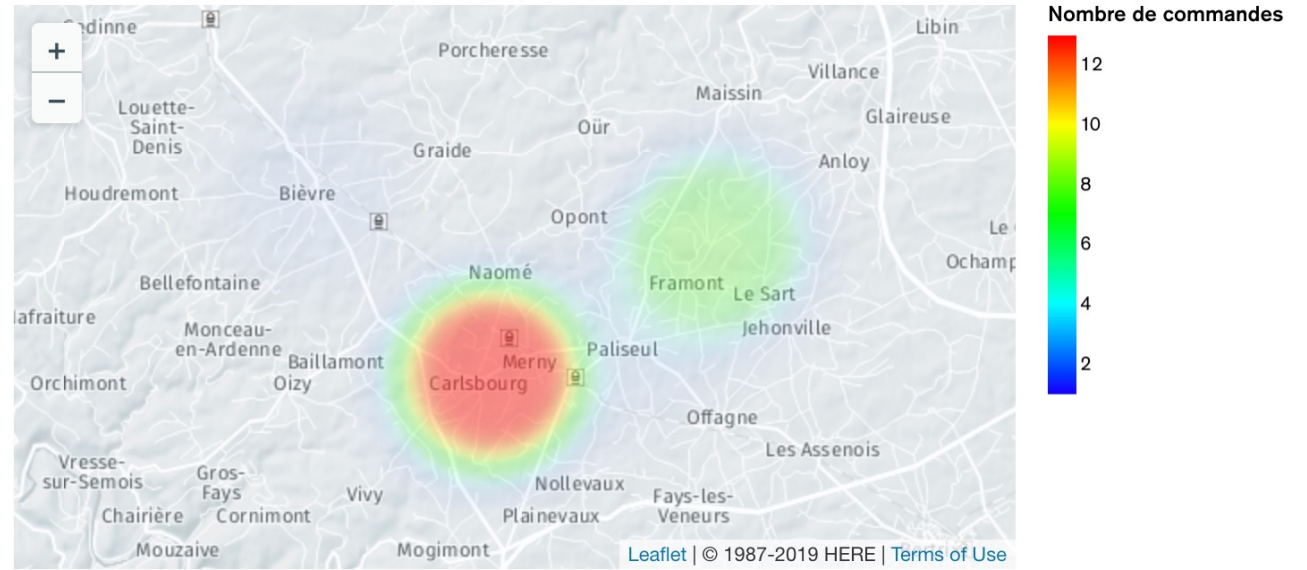 Nombre de commandes
Libin
Porcheresse
Villance
Maissin
Louette-
Saint-
Denis
Glaireuse
Oür
Graide
Anloy
Houdremont
Bièvre
Opont
Naomé
Bellefontaine
Framont
Le Sart
Monceau-
en-Ardenne
Jehonville
Baillamont
Paliseul
Merny
Orchimont
Oizy
Carlsbourg
Offagne
Les Assenois
Vresse-
sur-Semois
Gros-
Fays
Vivy
Nollevaux
Fays-les-
Veneurs
Chairière
Cornimont
Plainevaux
Mouzaive
Mogimont
Leaflet | © 1987-2019 HERE | Terms of Use
+
−
12
10
8
6
4
2